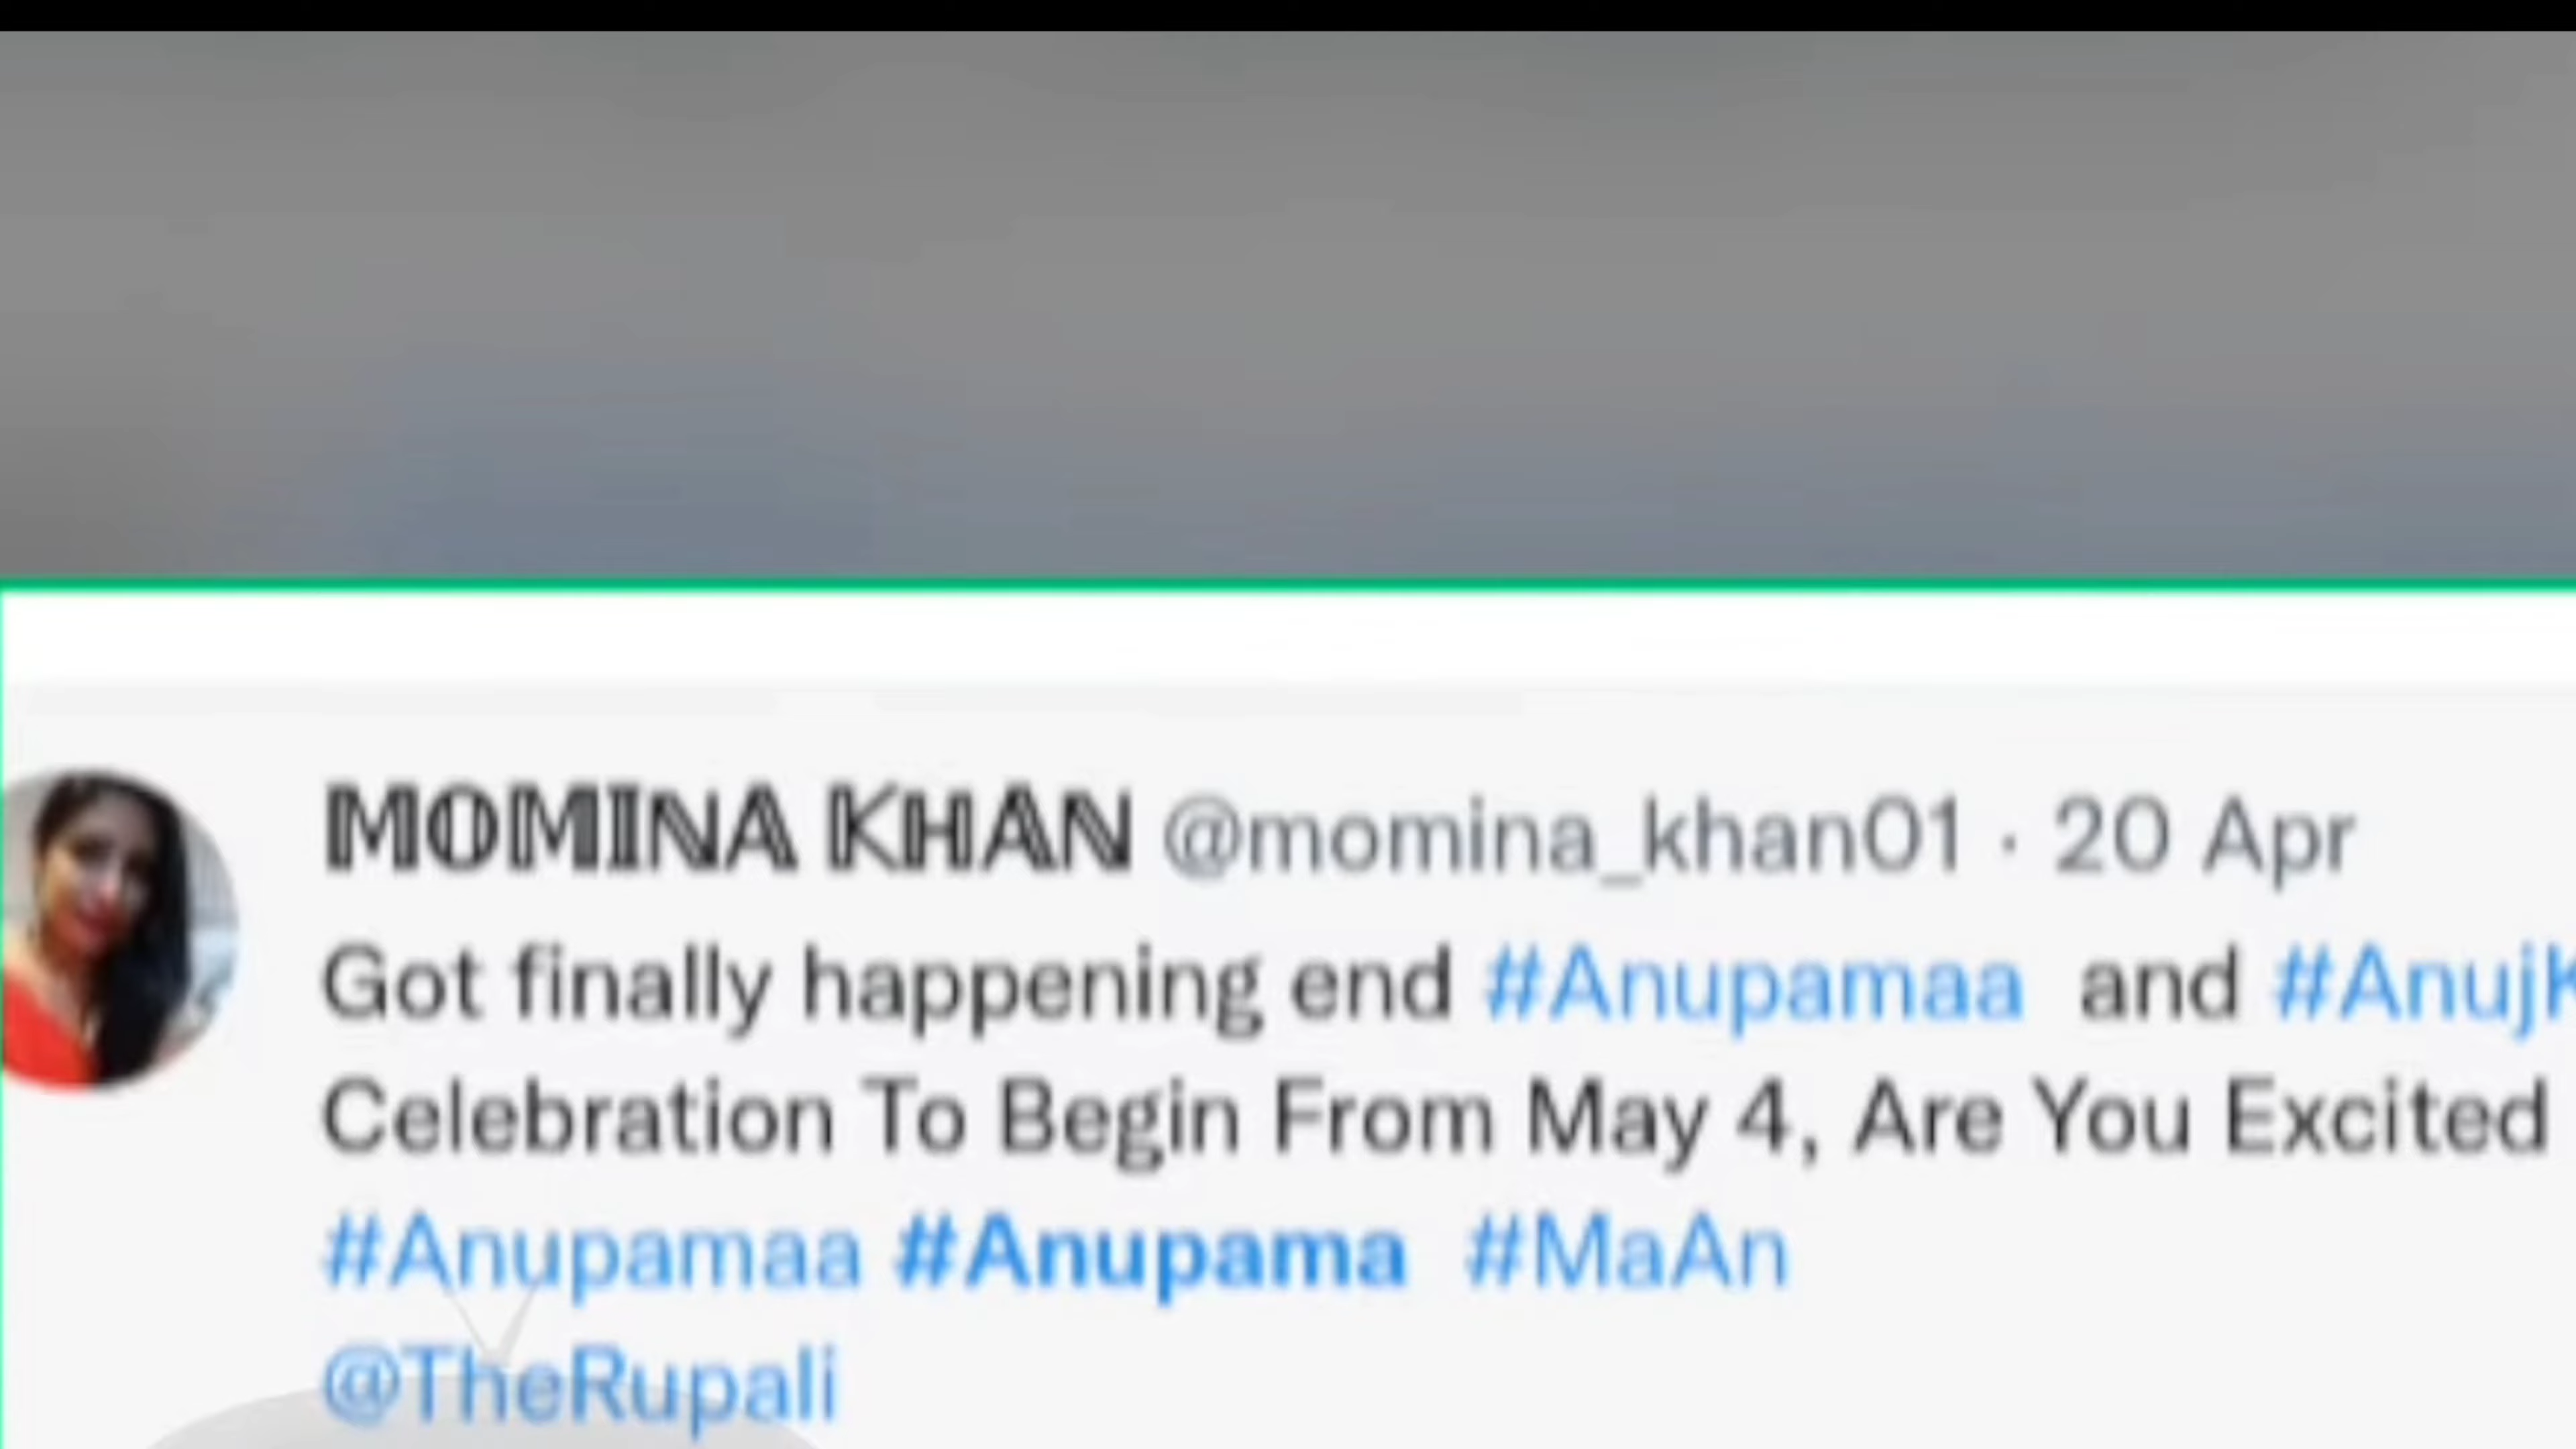 MOMINA KHAN @momina_khan01 · 20 Apr
Got finally happening end #Anupamaa and #AnujK
Celebration To Begin From May 4, Are You Excited
#Anupamaa #Anupama #MaAn
@TheRupali